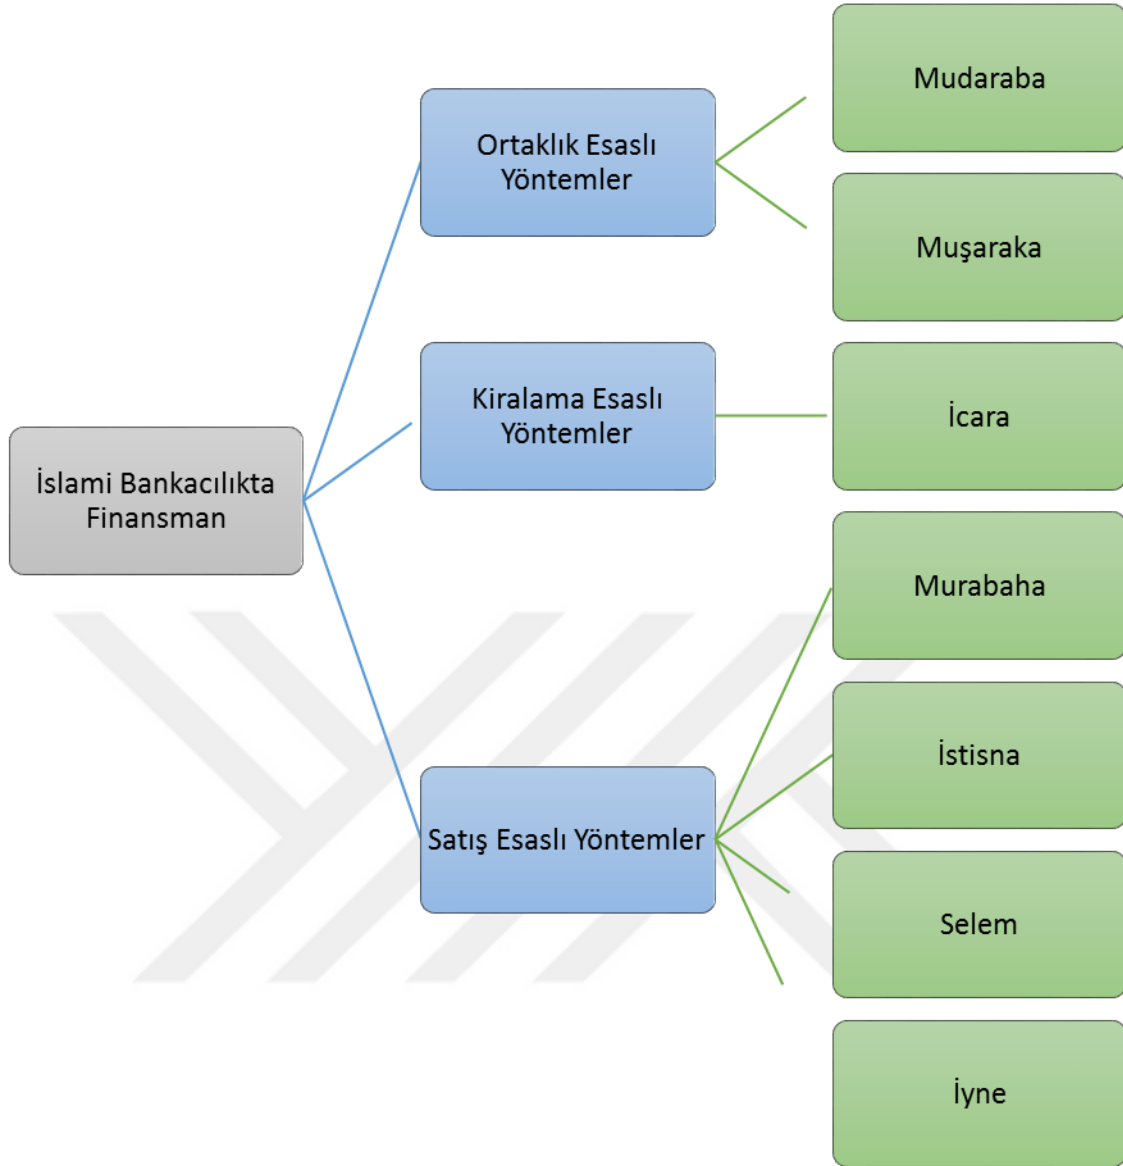 İslami Bankacılıkta
Finansman
Ortaklık Esaslı
Yöntemler
Mudaraba
Muşaraka
Kiralama Esaslı
Yöntemler
İcara
Satış Esaslı Yöntemler
Murabaha
İstisna
Selem
İyne